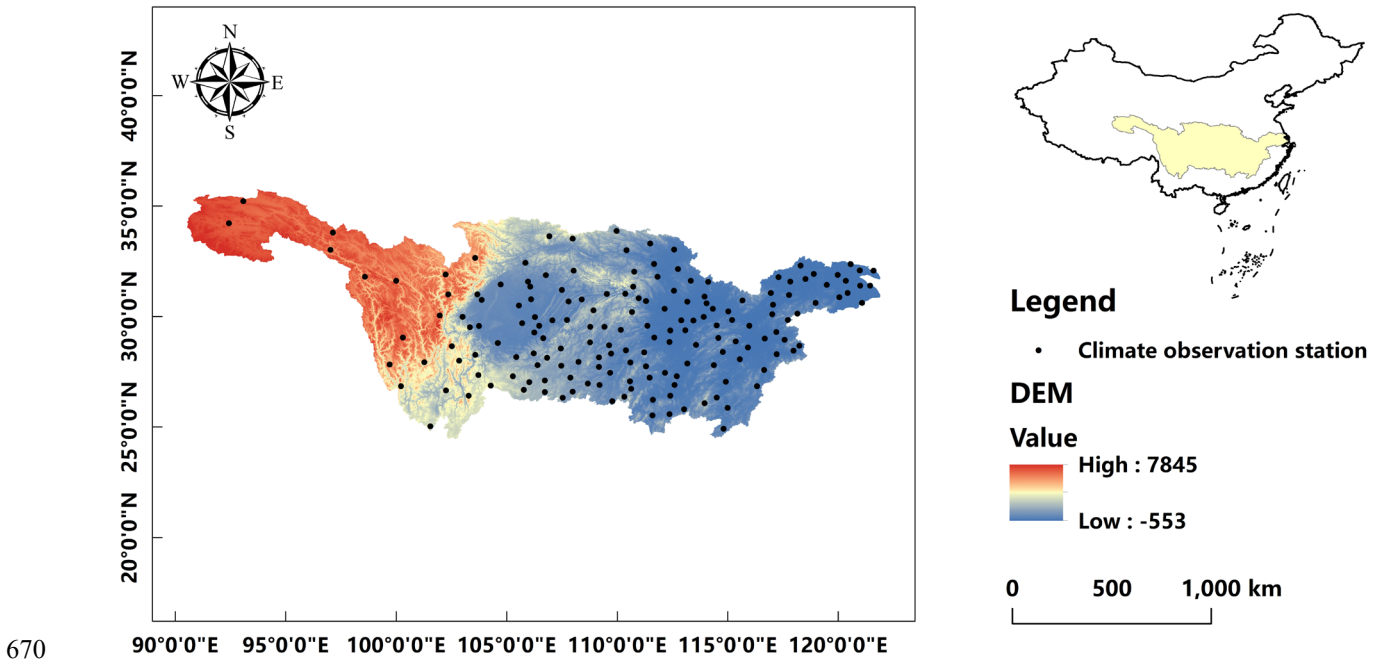 N
W E
S
40°0'0"N
35°0'0"N
30°0'0"N
25°0'0"N
20°0'0"N
90°0'0"E 95°0'0"E 100°0'0"E 105°0'0"E 110°0'0"E 115°0'0"E 120°0'0"E
Legend
Climate observation station
DEM
Value
High : 7845
Low : -553
0 500 1,000 km
670